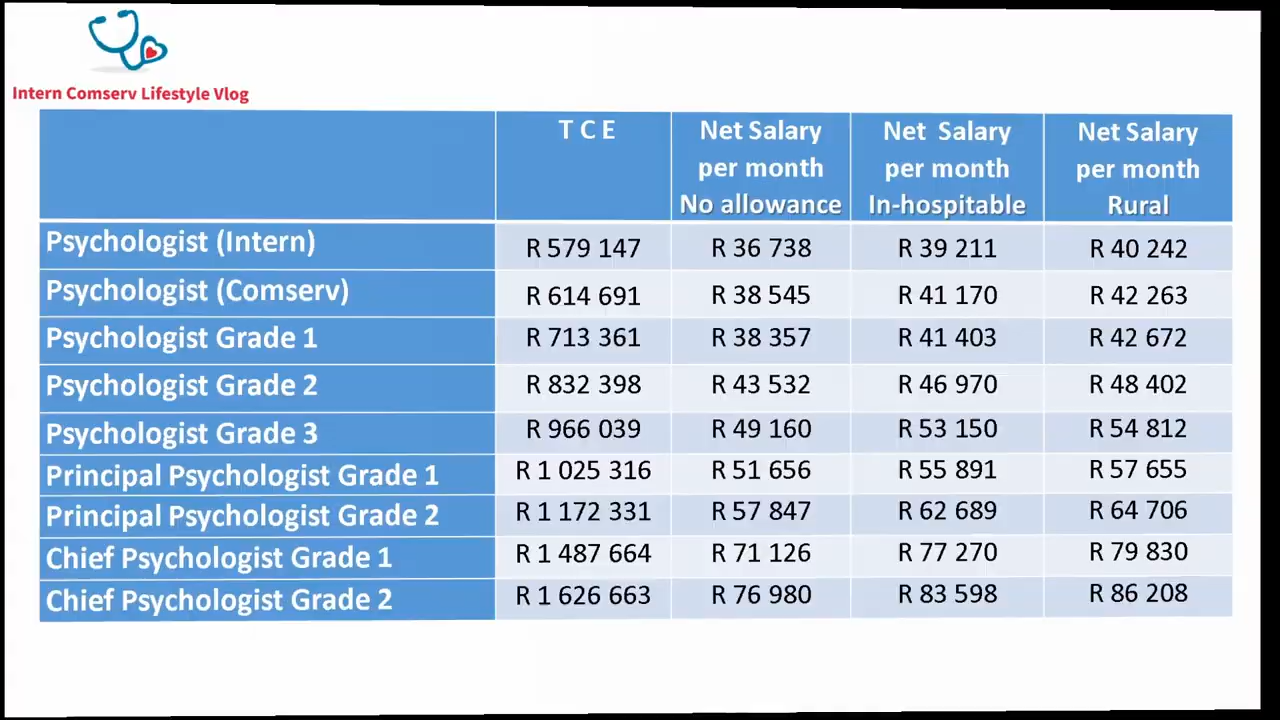 Intern Comserv Lifestyle Vlog
T C E
Net Salary per month No allowance
Net Salary per month In-hospitable
Net Salary per month Rural
Psychologist (Intern) R 579 147 R 36 738 R 39 211 R 40 242
Psychologist (Comserv) R 614 691 R 38 545 R 41 170 R 42 263
Psychologist Grade 1 R 713 361 R 38 357 R 41 403 R 42 672
Psychologist Grade 2 R 832 398 R 43 532 R 46 970 R 48 402
Psychologist Grade 3 R 966 039 R 49 160 R 53 150 R 54 812
Principal Psychologist Grade 1 R 1 025 316 R 51 656 R 55 891 R 57 655
Principal Psychologist Grade 2 R 1 172 331 R 57 847 R 62 689 R 64 706
Chief Psychologist Grade 1 R 1 487 664 R 71 126 R 77 270 R 79 830
Chief Psychologist Grade 2 R 1 626 663 R 76 980 R 83 598 R 86 208